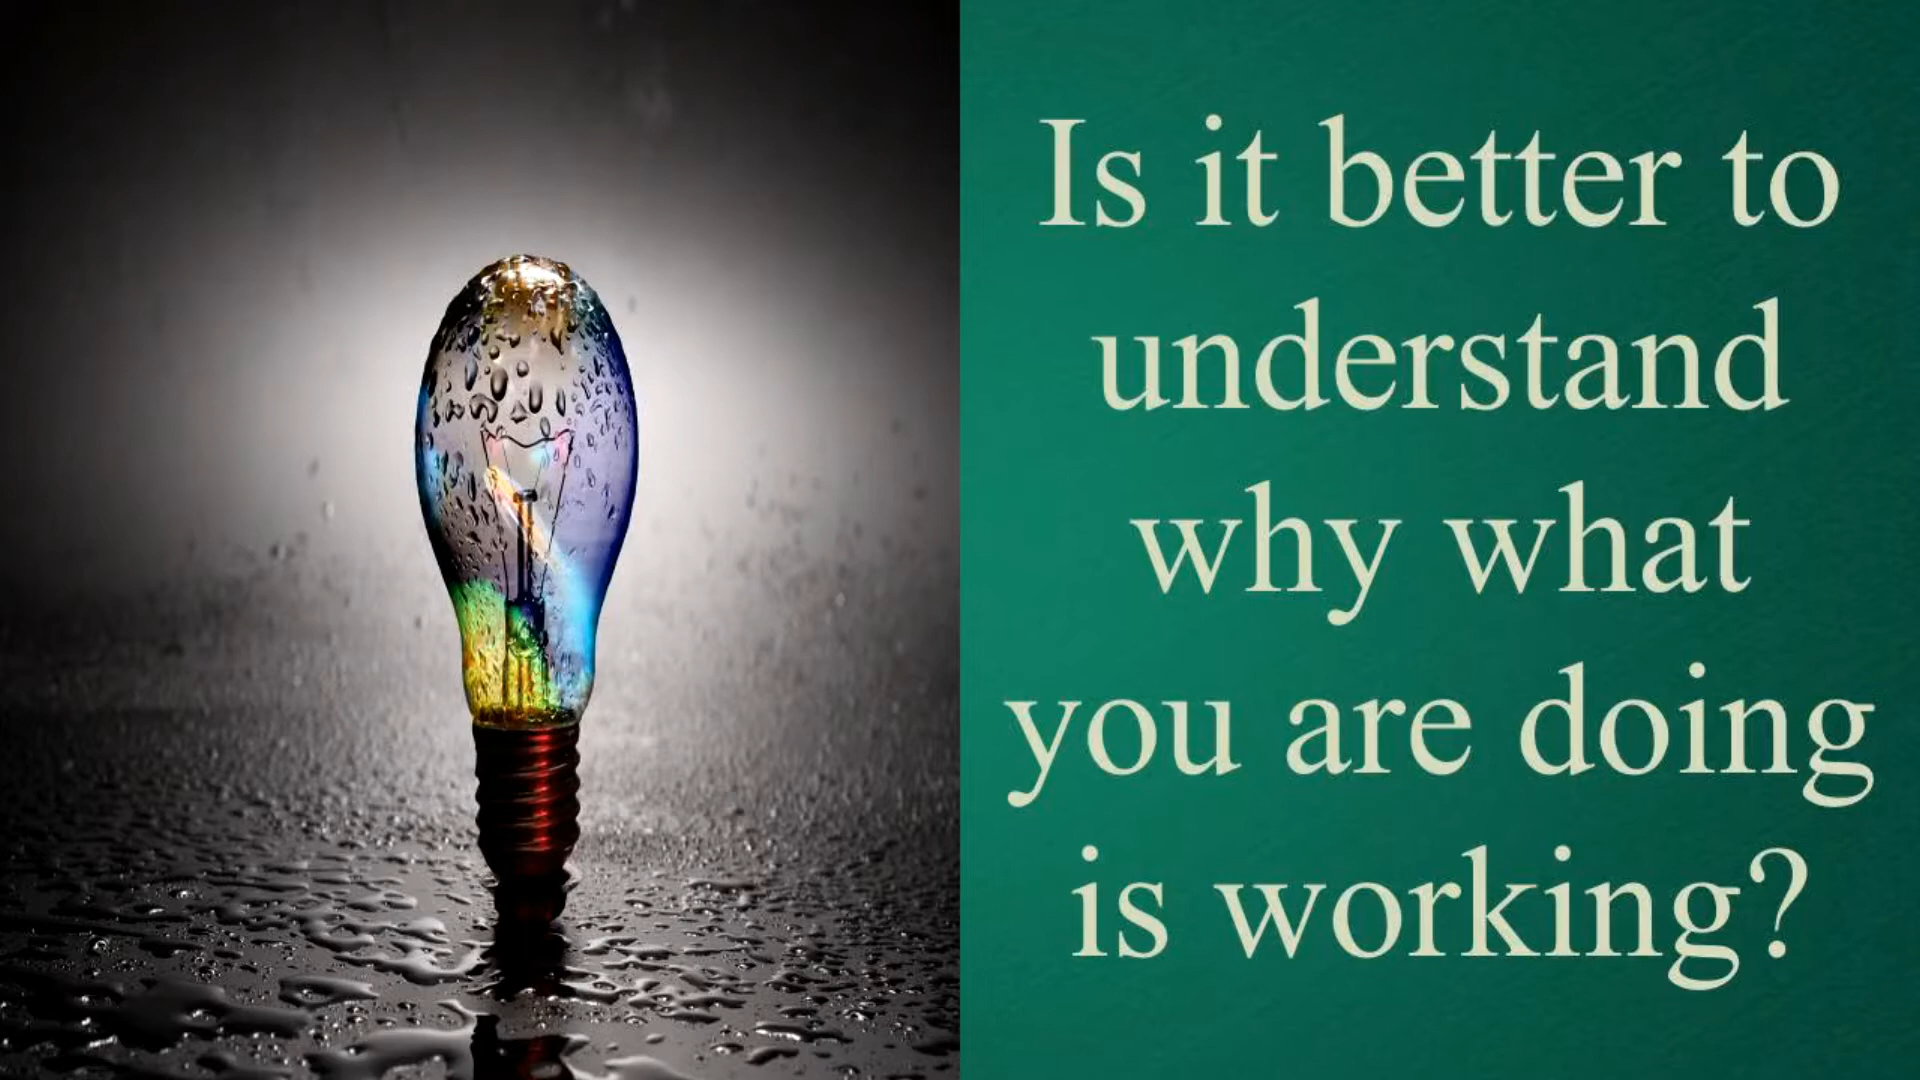 Is it better to
understand
why what
you are doing
is working?